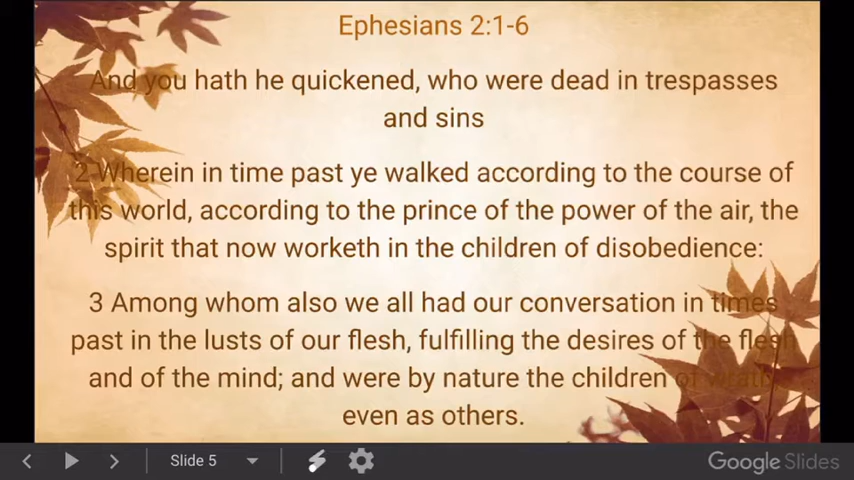 Ephesians 2:1-6
And you hath he quickened, who were dead in trespasses
and sins
2 Wherein in time past ye walked according to the course of
this world, according to the prince of the power of the air, the
spirit that now worketh in the children of disobedience:
3 Among whom also we all had our conversation in times
past in the lusts of our flesh, fulfilling the desires of the flesh
and of the mind; and were by nature the children of wrath,
even as others.
Slide 5
Google Slides